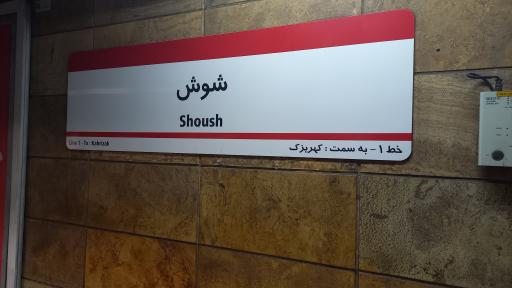 شوش
Shoush
Line 1 - To : Kahrizak
خط ۱ - به سمت : کهریزک